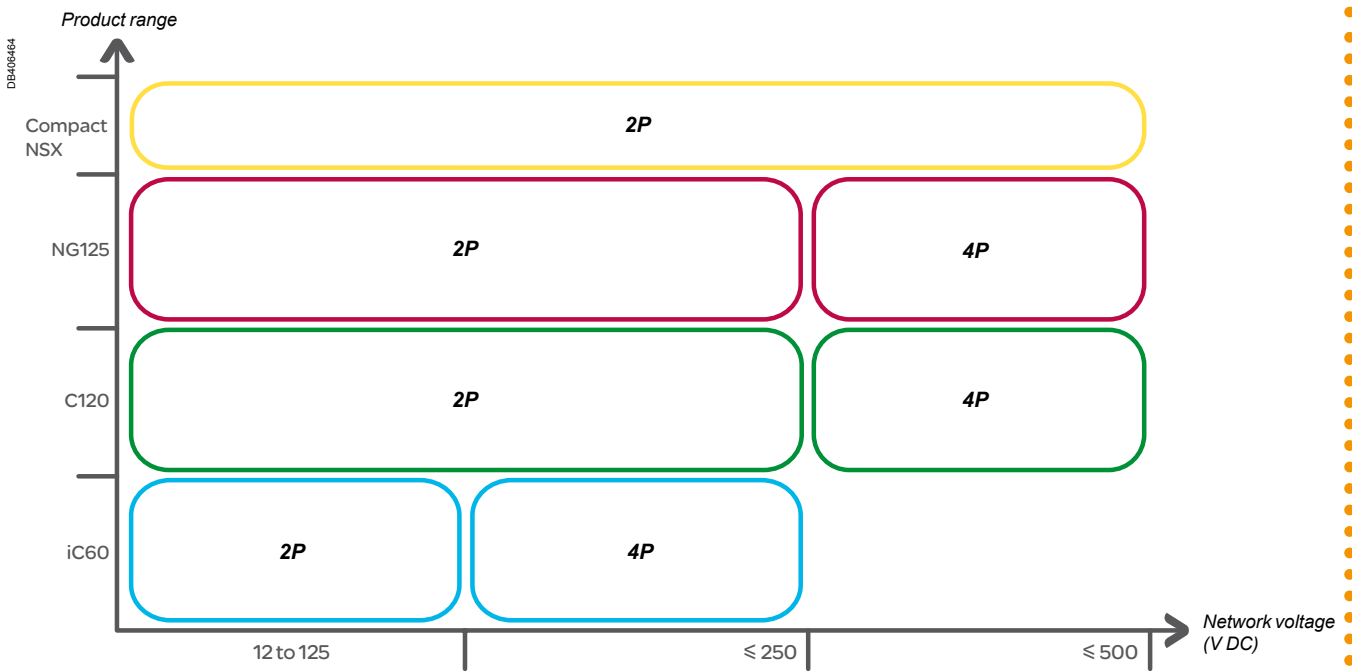 Product range
DB406464
Compact
NSX
2P
NG125
2P
4P
C120
2P
4P
iC60
2P
4P
Network voltage
(V DC)
12 to 125
⩽ 250
⩽ 500